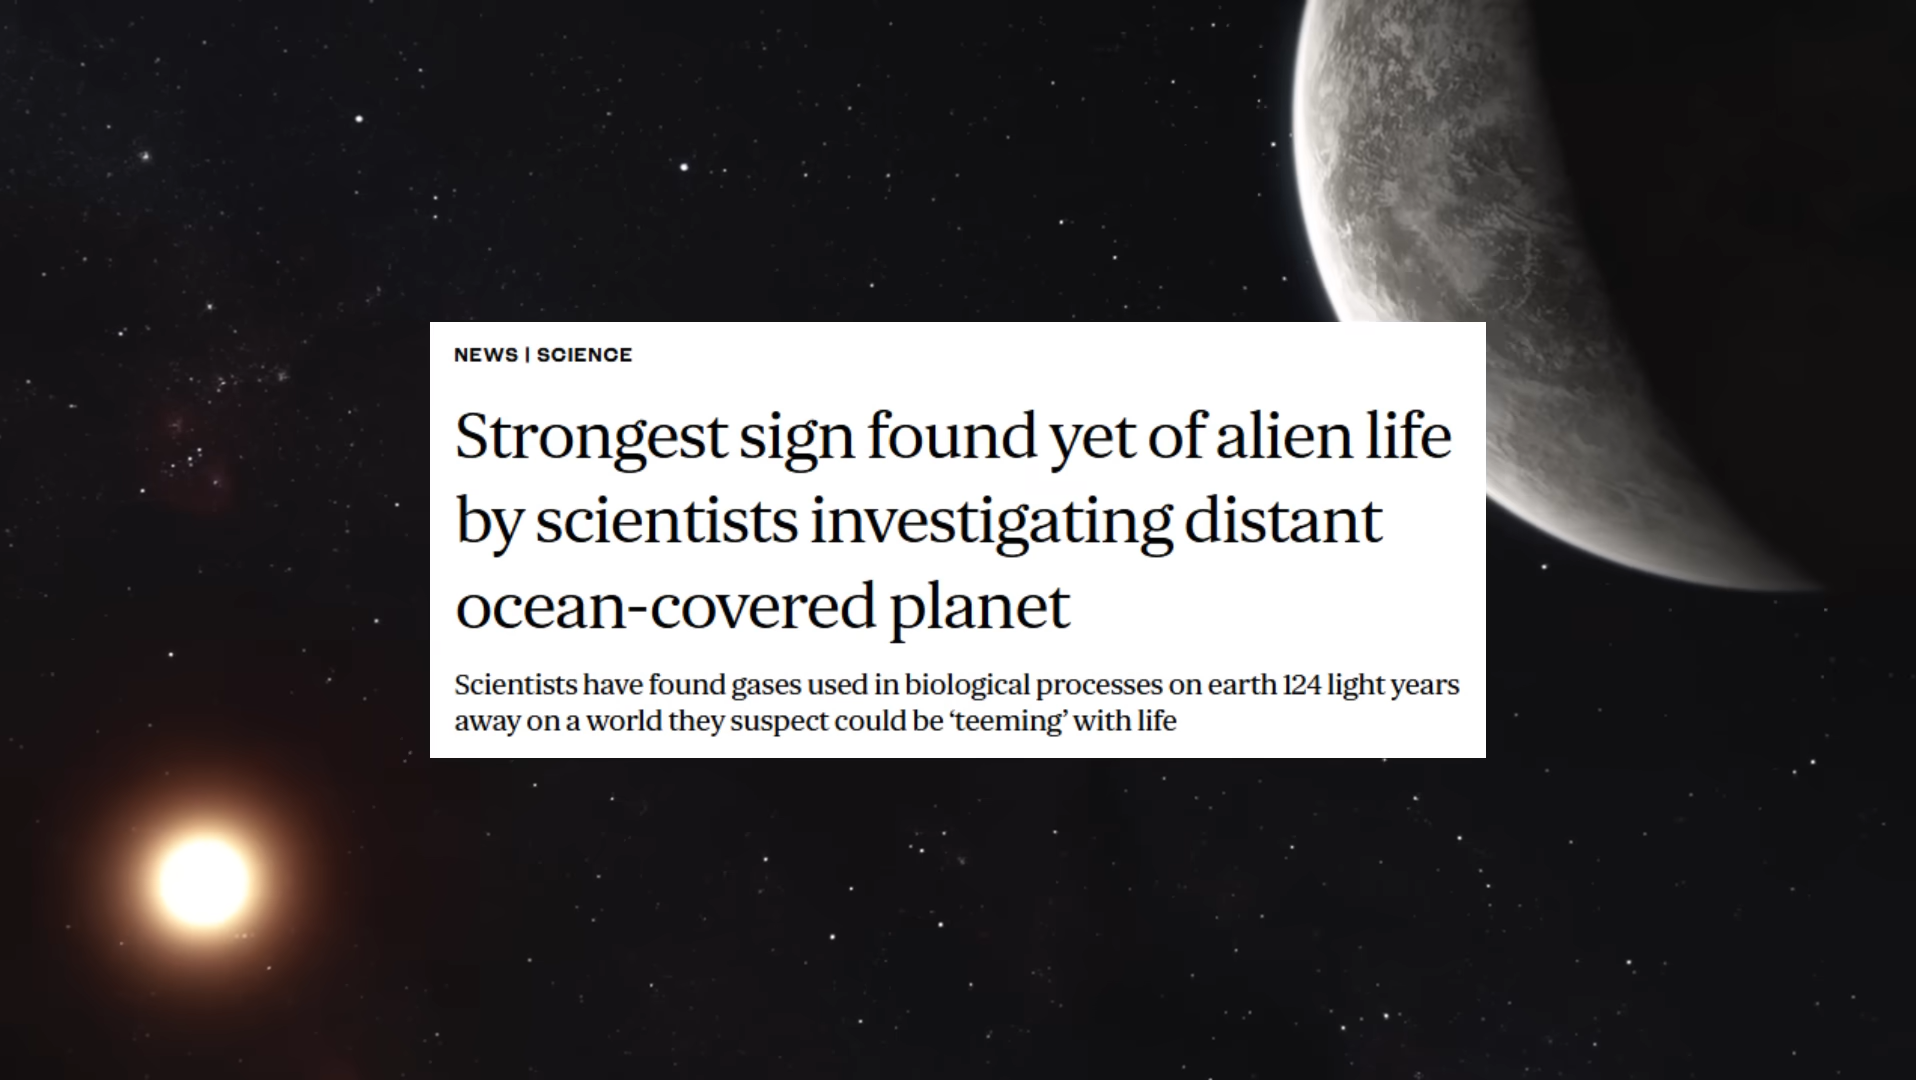 NEWS | SCIENCE
Strongest sign found yet of alien life
by scientists investigating distant
ocean-covered planet
Scientists have found gases used in biological processes on earth 124 light years
away on a world they suspect could be ‘teeming’ with life